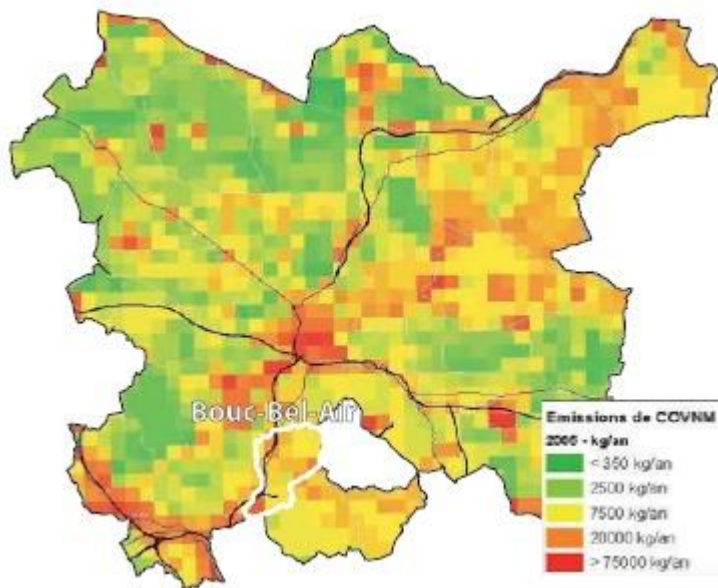 Bouc-Bel-Air
Emissions de COVNM
2005 - kg/an
< 350 kg/an
2500 kg/an
7500 kg/an
20000 kg/an
> 75000 kg/an